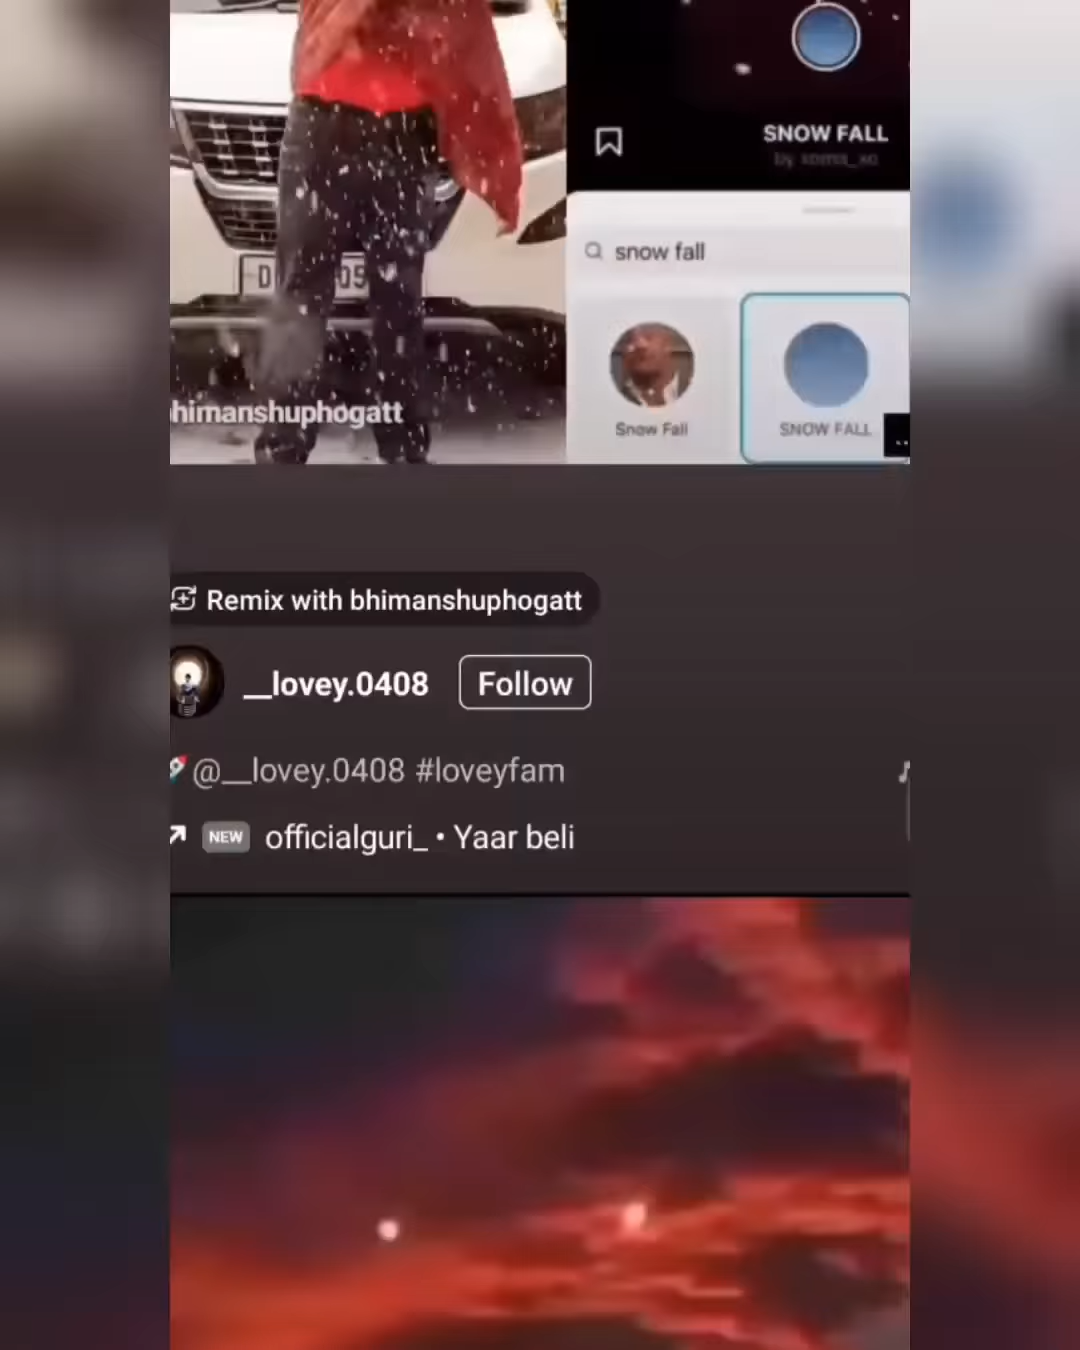 SNOW FALL
snow fall
D 05
Snow Fall
SNOW FALL
..
himanshuphogatt
Remix with bhimanshuphogatt
__lovey.0408 Follow
@__lovey.0408 #loveyfam
NEW officialguri_ • Yaar beli